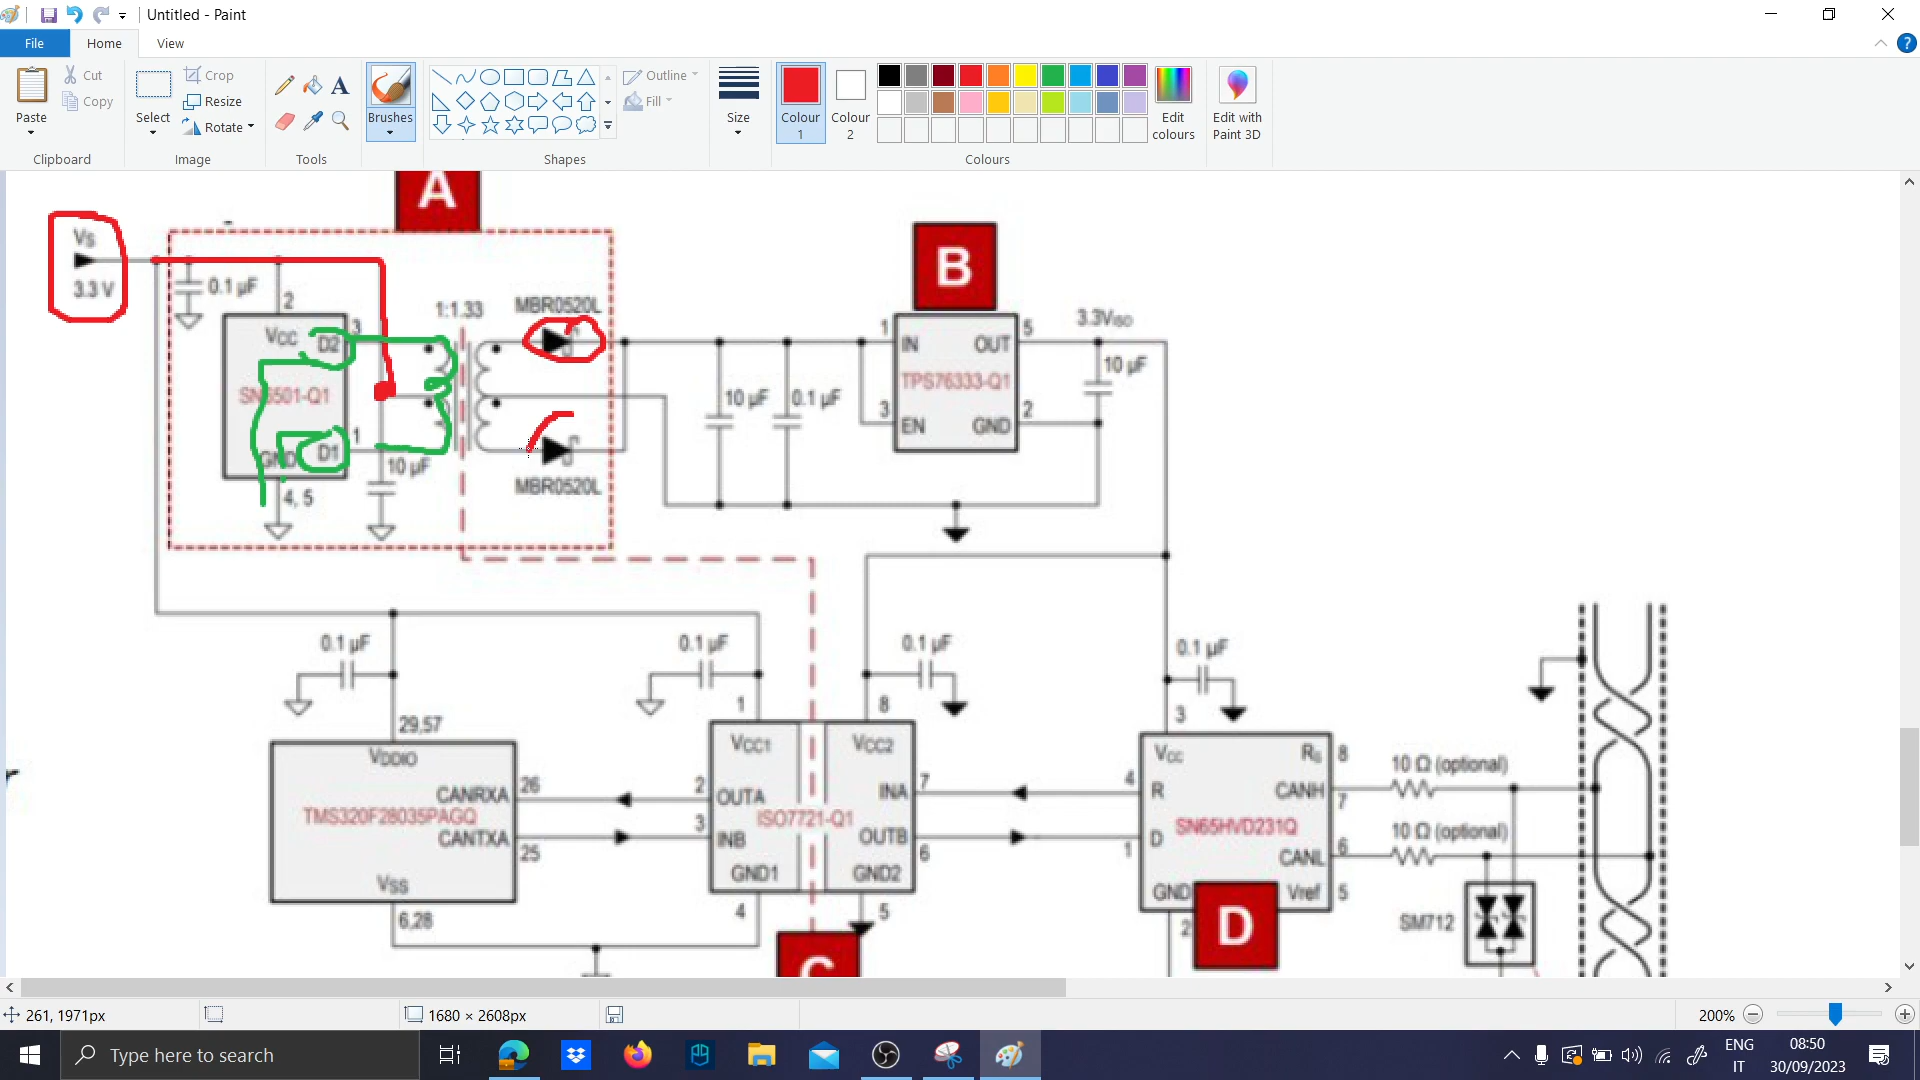 Untitled - Paint
File
Home
View
Paste
Cut
Copy
Clipboard
Select
Crop
Resize
Rotate
Image
Tools
Brushes
Shapes
Outline
Fill
Size
Colour 1
Colour 2
Colours
Edit colours
Edit with Paint 3D
A
Vs
3.3 V
0.1 µF
2
VCC
D2
3
SN6501-Q1
GND
D1
1
4, 5
10 µF
1:1.33
MBR0520L
MBR0520L
10 µF
0.1 µF
B
1
IN
OUT
5
TPS76333-Q1
3
EN
GND
2
3.3VISO
10 µF
0.1 µF
29,57
VDDIO
CANRXA
26
TMS320F28035PAGQ
CANTXA
25
VSS
6,28
0.1 µF
1
VCC1
2
OUTA
3
INB
GND1
4
ISO7721-Q1
0.1 µF
8
VCC2
INA
7
OUTB
6
GND2
5
C
0.1 µF
3
VCC
RS
8
4
R
CANH
7
SN65HVD231Q
1
D
CANL
6
GND
Vref
5
2
D
10 Ω (optional)
10 Ω (optional)
SM712
261, 1971px
1680 × 2608px
200%
Type here to search
ENG
IT
08:50
30/09/2023